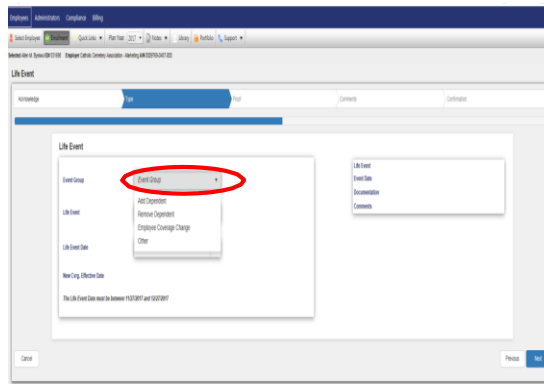 Employees Administrators Compliance Billing
Select Employee Enrollment Quick Links Plan Year 2017 Notes Library Portfolio Support
Life Event
Acknowledge Type Proof Comments Confirmation
Life Event
Event Group Event Group
Add Dependent
Remove Dependent
Employee Coverage Change
Other
Life Event
Life Event Date
New Cvrg. Effective Date
The Life Event Date must be between 11/27/2017 and 12/27/2017
Life Event
Event Date
Documentation
Comments
Cancel Previous Next